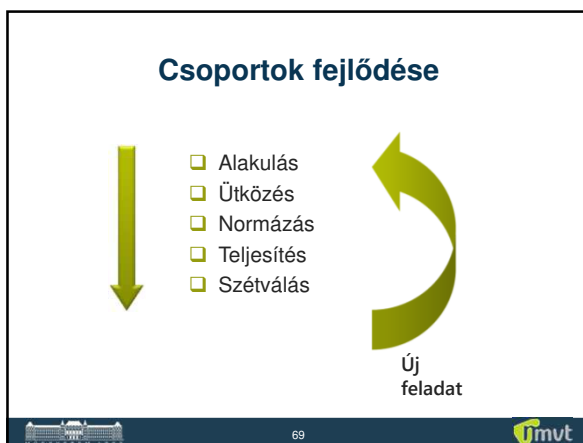 Csoportok fejlődése
Alakulás
Ütközés
Normázás
Teljesítés
Szétválás
Új
feladat
69
mvt